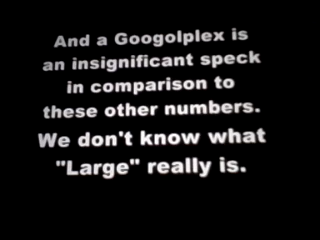 And a Googolplex is
an insignificant speck
in comparison to
these other numbers.
We don't know what
"Large" really is.